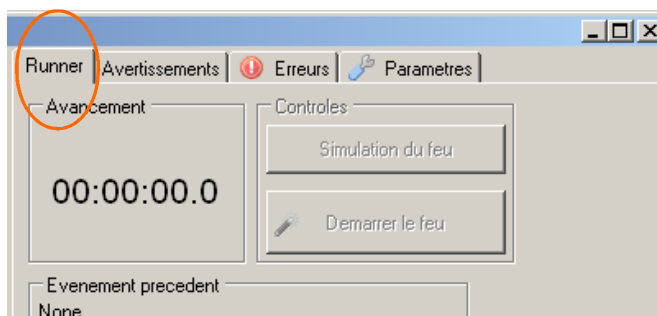 Runner Avertissements Erreurs Parametres
Avancement
Controles
Simulation du feu
00:00:00.0
Demarrer le feu
Evenement precedent
None